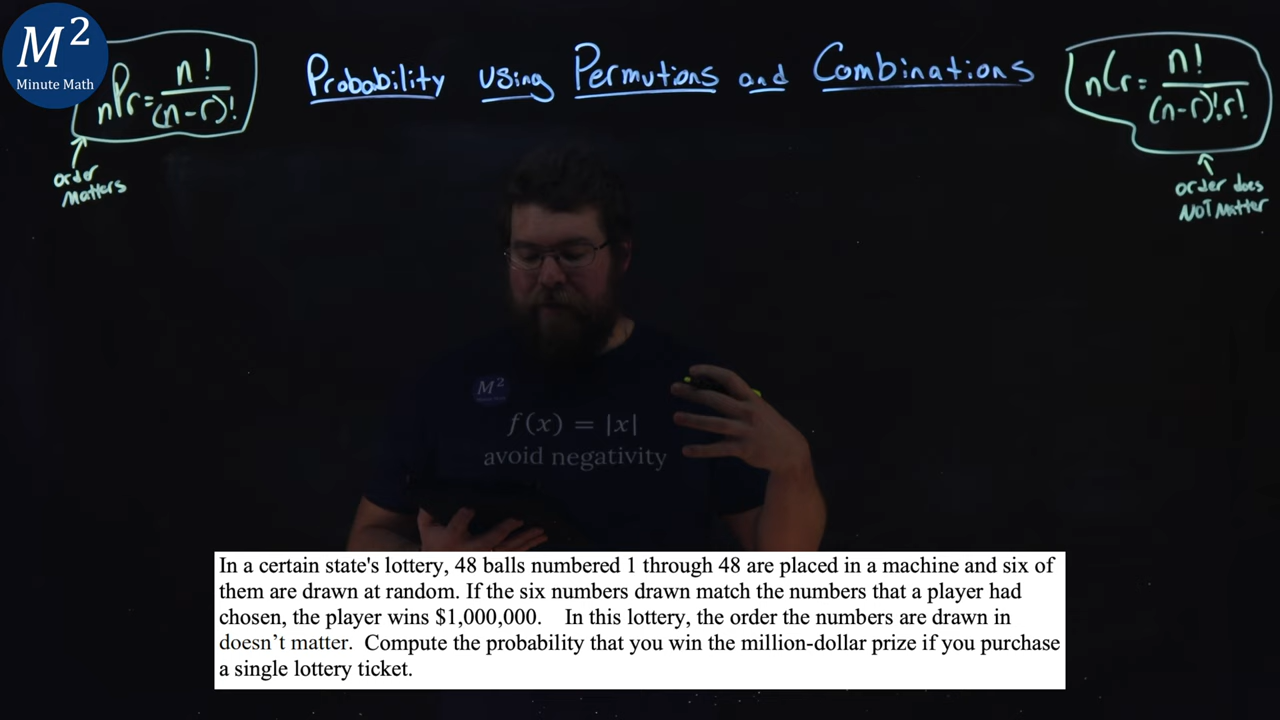 M²
Minute Math
nPr = n! / (n-r)!
order
Matters
Probability using Permutions and Combinations
nCr = n! / (n-r)!·r!
order does
NOT Matter
M²
Minute Math
f(x) = |x|
avoid negativity
In a certain state's lottery, 48 balls numbered 1 through 48 are placed in a machine and six of
them are drawn at random. If the six numbers drawn match the numbers that a player had
chosen, the player wins $1,000,000. In this lottery, the order the numbers are drawn in
doesn't matter. Compute the probability that you win the million-dollar prize if you purchase
a single lottery ticket.